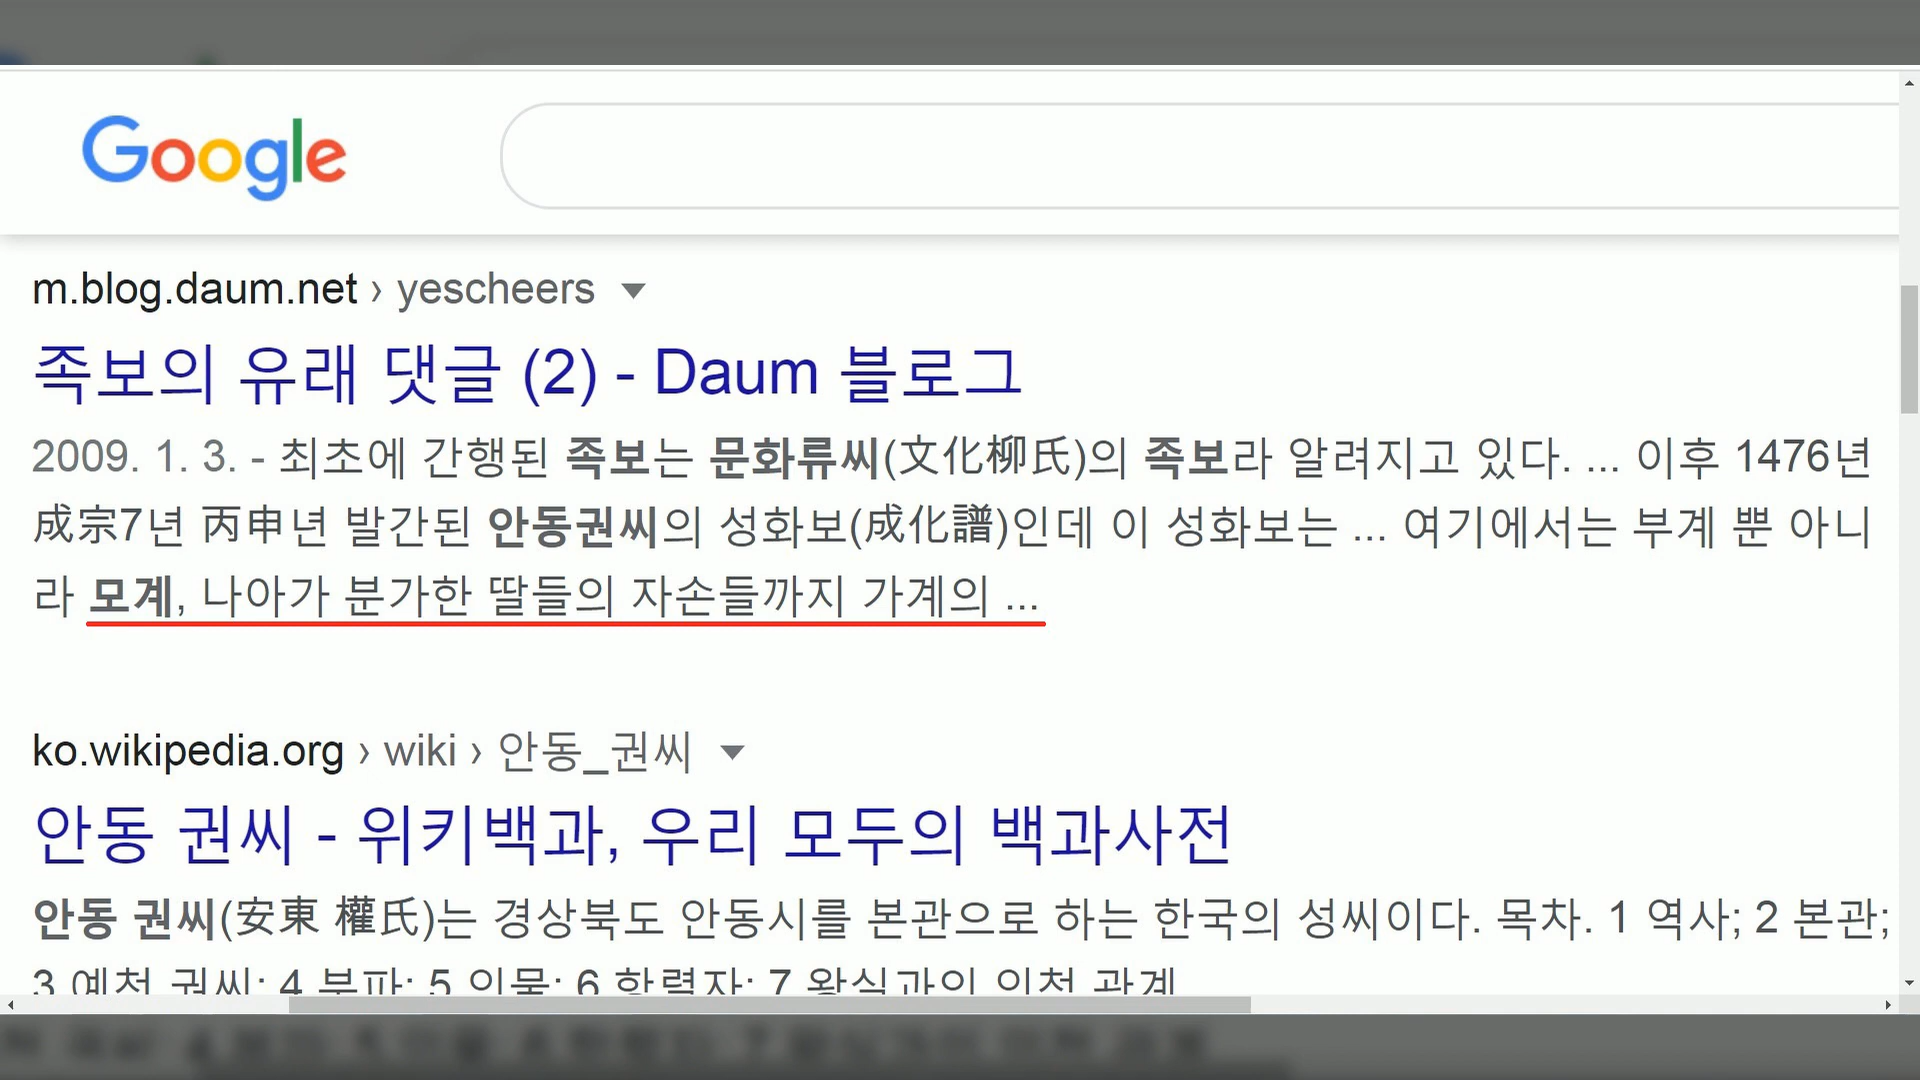 Google
m.blog.daum.net › yescheers
족보의 유래 댓글 (2) - Daum 블로그
2009. 1. 3. - 최초에 간행된 족보는 문화류씨(文化柳氏)의 족보라 알려지고 있다. ... 이후 1476년
成宗7년 丙申년 발간된 안동권씨의 성화보(成化譜)인데 이 성화보는 ... 여기에서는 부계 뿐 아니
라 모계, 나아가 분가한 딸들의 자손들까지 가계의 ...
ko.wikipedia.org › wiki › 안동_권씨
안동 권씨 - 위키백과, 우리 모두의 백과사전
안동 권씨(安東 權氏)는 경상북도 안동시를 본관으로 하는 한국의 성씨이다. 목차. 1 역사; 2 본관;
3 예천 권씨; 4 분파; 5 인물; 6 항렬자; 7 왕실과의 인척 관계